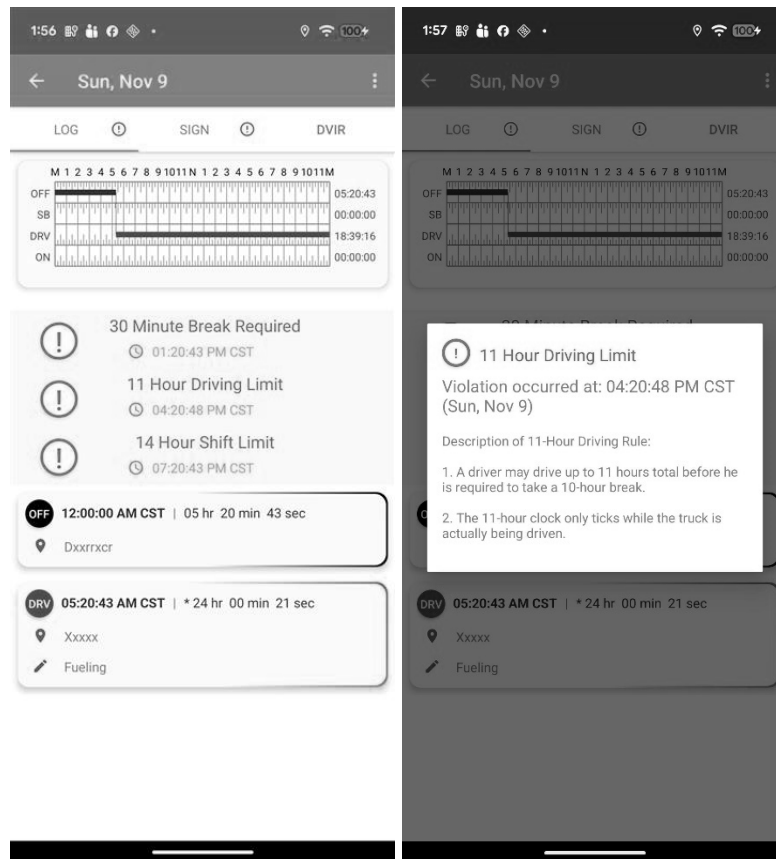 1:56
100
Sun, Nov 9
LOG SIGN DVIR
M 1 2 3 4 5 6 7 8 9 10 11 N 1 2 3 4 5 6 7 8 9 10 11 M
OFF 05:20:43
SB 00:00:00
DRV 18:39:16
ON 00:00:00
30 Minute Break Required
01:20:43 PM CST
11 Hour Driving Limit
04:20:48 PM CST
14 Hour Shift Limit
07:20:43 PM CST
OFF 12:00:00 AM CST | 05 hr 20 min 43 sec
Dxxrrxcr
DRV 05:20:43 AM CST | * 24 hr 00 min 21 sec
Xxxxx
Fueling
1:57
100
Sun, Nov 9
LOG SIGN DVIR
M 1 2 3 4 5 6 7 8 9 10 11 N 1 2 3 4 5 6 7 8 9 10 11 M
OFF 05:20:43
SB 00:00:00
DRV 18:39:16
ON 00:00:00
11 Hour Driving Limit
Violation occurred at: 04:20:48 PM CST
(Sun, Nov 9)
Description of 11-Hour Driving Rule:
1. A driver may drive up to 11 hours total before he
is required to take a 10-hour break.
2. The 11-hour clock only ticks while the truck is
actually being driven.
DRV 05:20:43 AM CST | * 24 hr 00 min 21 sec
Xxxxx
Fueling